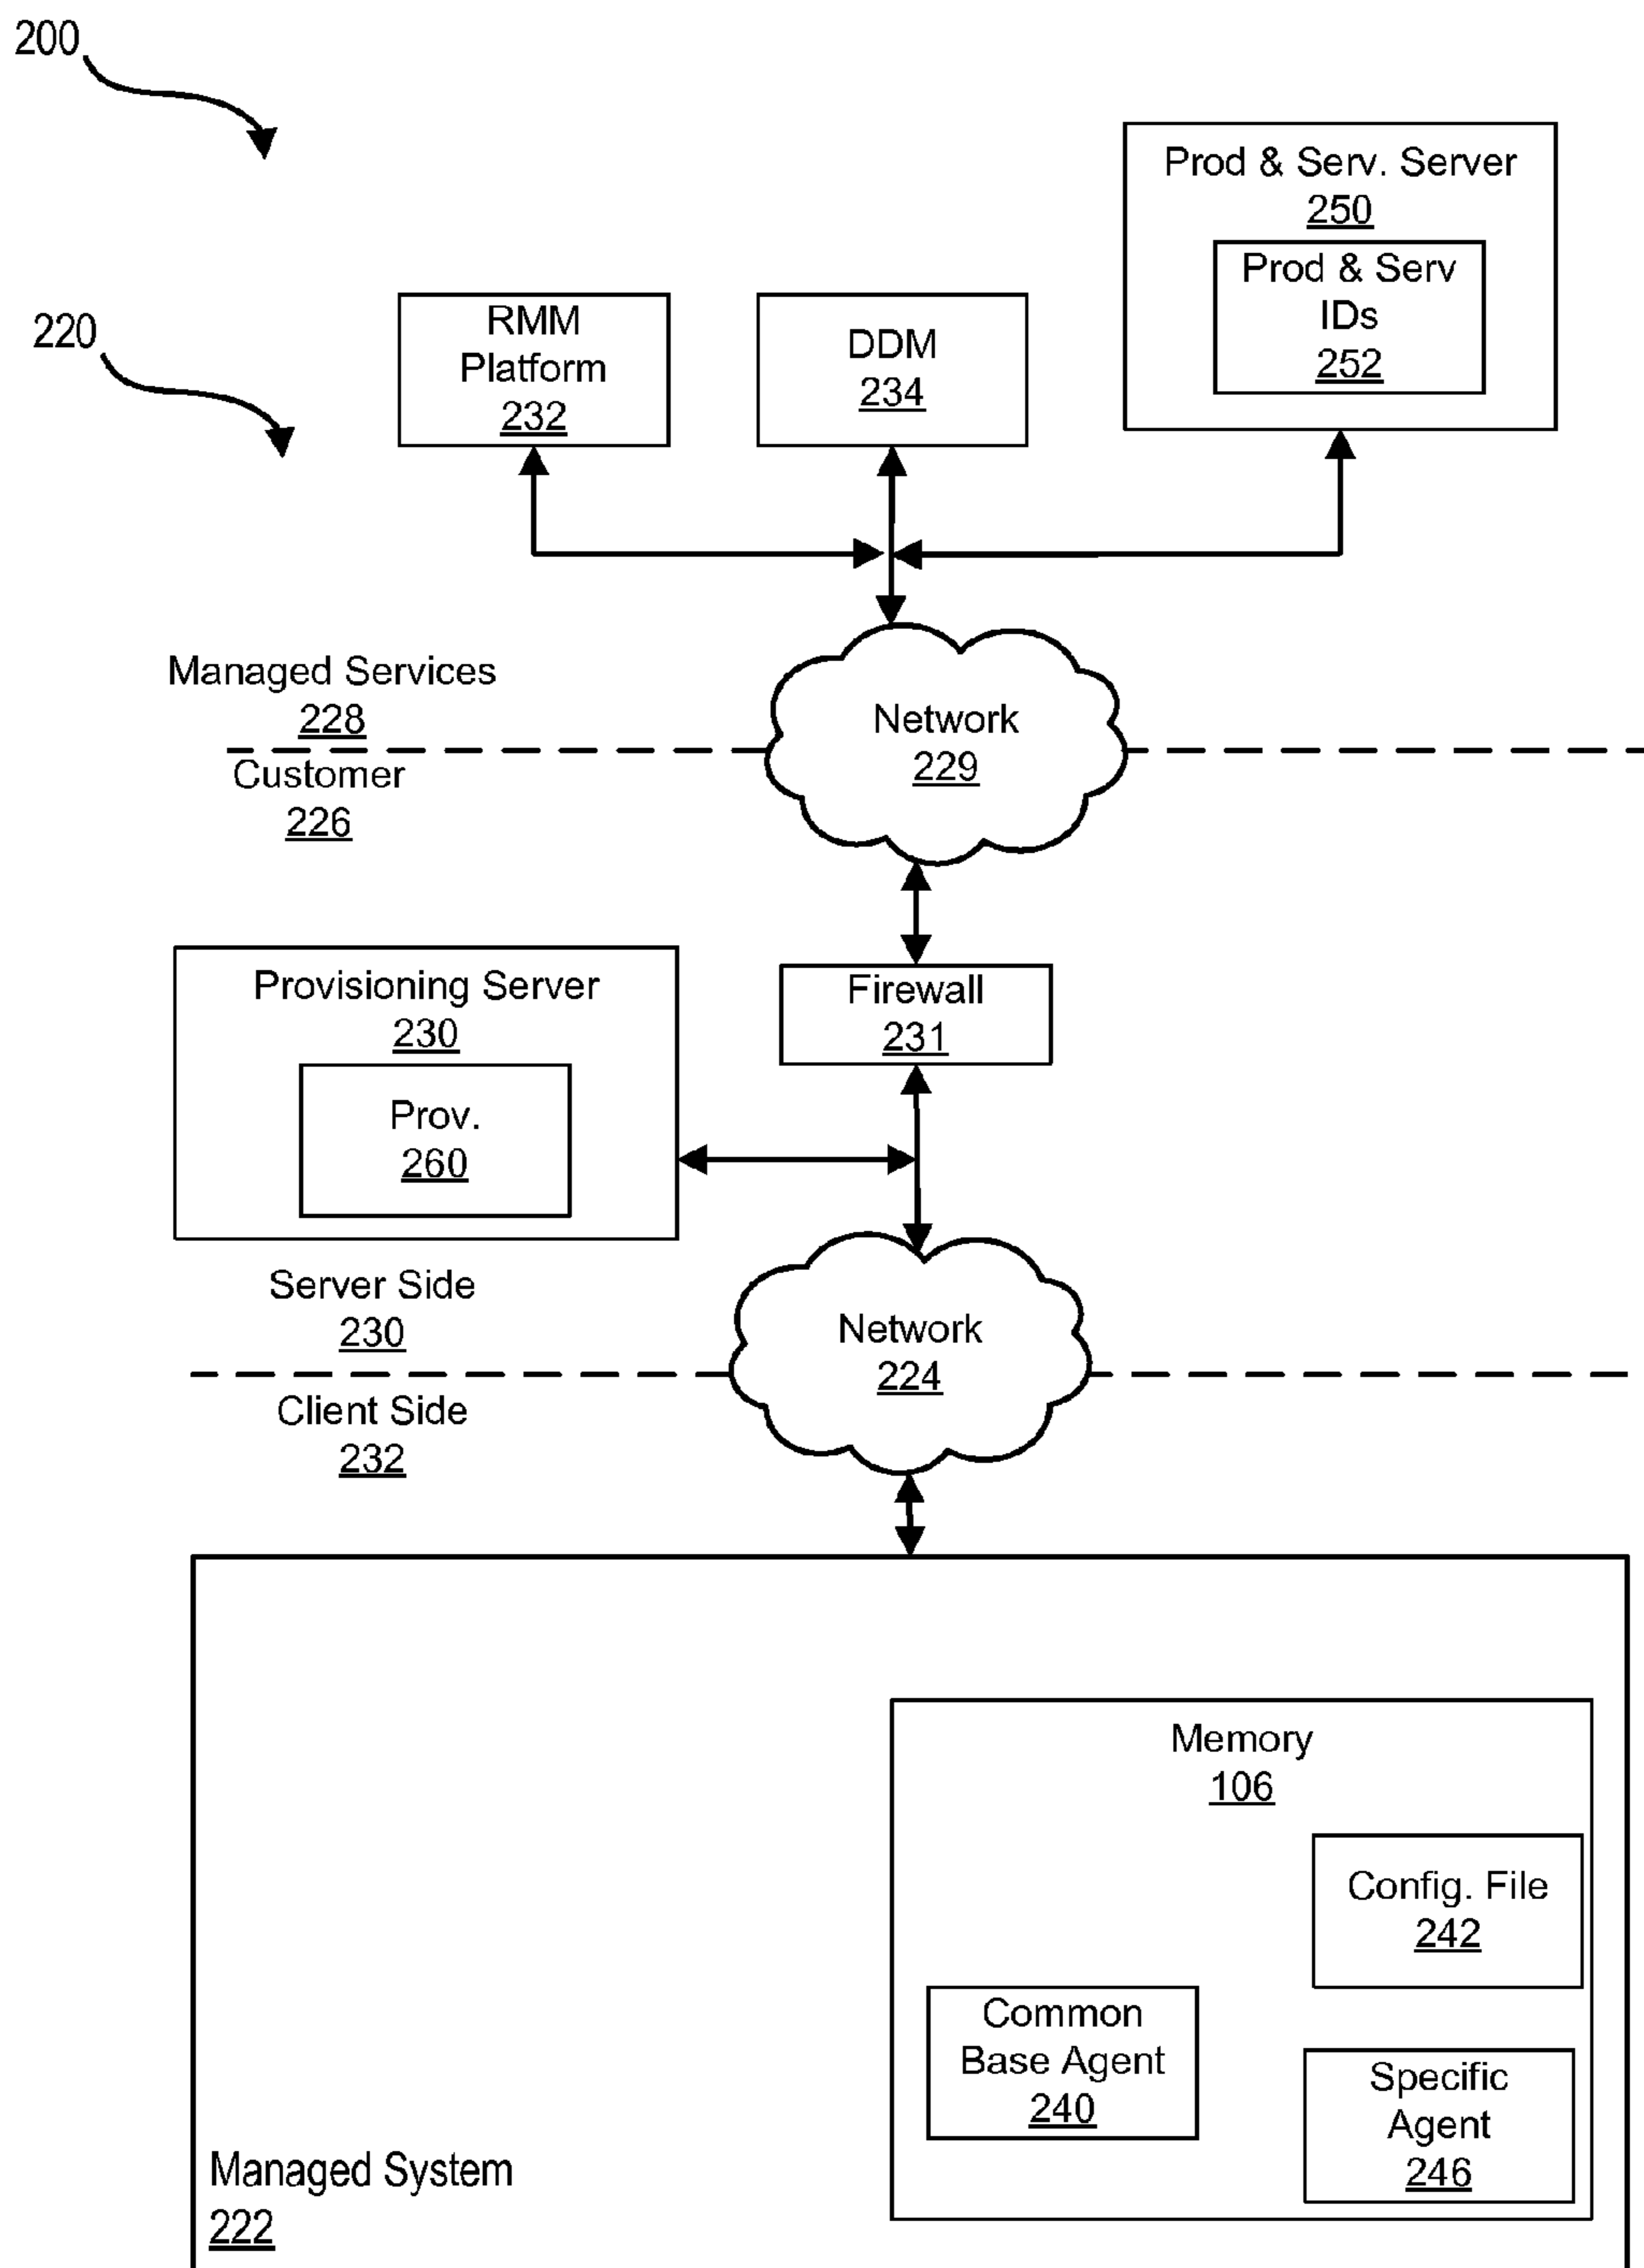 200
Prod & Serv. Server
250
Prod & Serv
IDs
252
220
RMM
Platform
232
DDM
234
Managed Services
228
Network
229
Customer
226
Provisioning Server
230
Prov.
260
Firewall
231
Server Side
230
Network
224
Client Side
232
Memory
106
Config. File
242
Common
Base Agent
240
Specific
Agent
246
Managed System
222